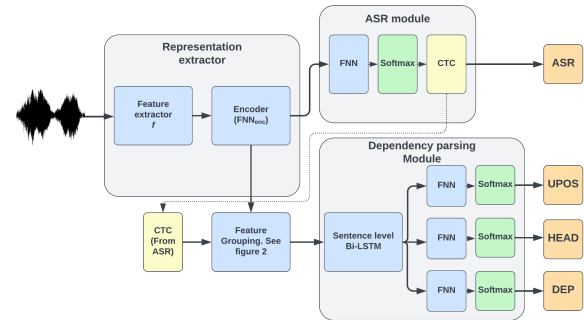 ASR module
Representation
extractor
FNN
Softmax
CTC
ASR
Feature
extractor
f
Encoder
(FNNenc)
Dependency parsing
Module
CTC
(From
ASR)
Feature
Grouping. See
figure 2
Sentence level
Bi-LSTM
FNN
Softmax
UPOS
FNN
Softmax
HEAD
FNN
Softmax
DEP